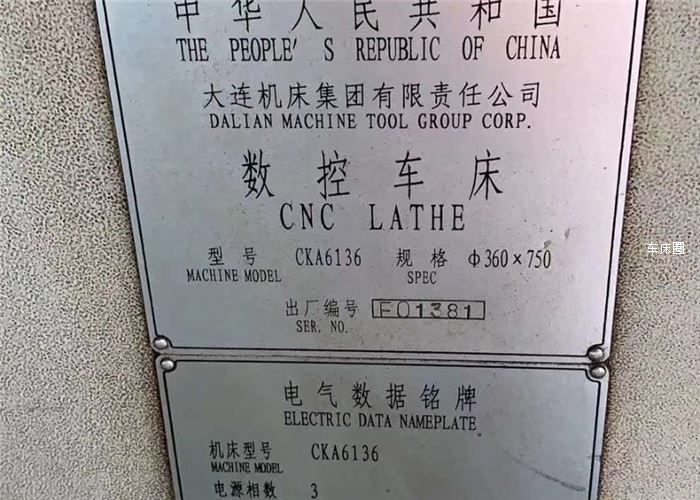 中华人民共和国
THE PEOPLE' S REPUBLIC OF CHINA
大连机床集团有限责任公司
DALIAN MACHINE TOOL GROUP CORP.
数控车床
CNC LATHE
型号 CKA6136 规格 Φ360×750
MACHINE MODEL SPEC
出厂编号 F01381
SER. NO.
车床圈
电气数据铭牌
ELECTRIC DATA NAMEPLATE
机床型号 CKA6136
MACHINE MODEL
电源相数 3